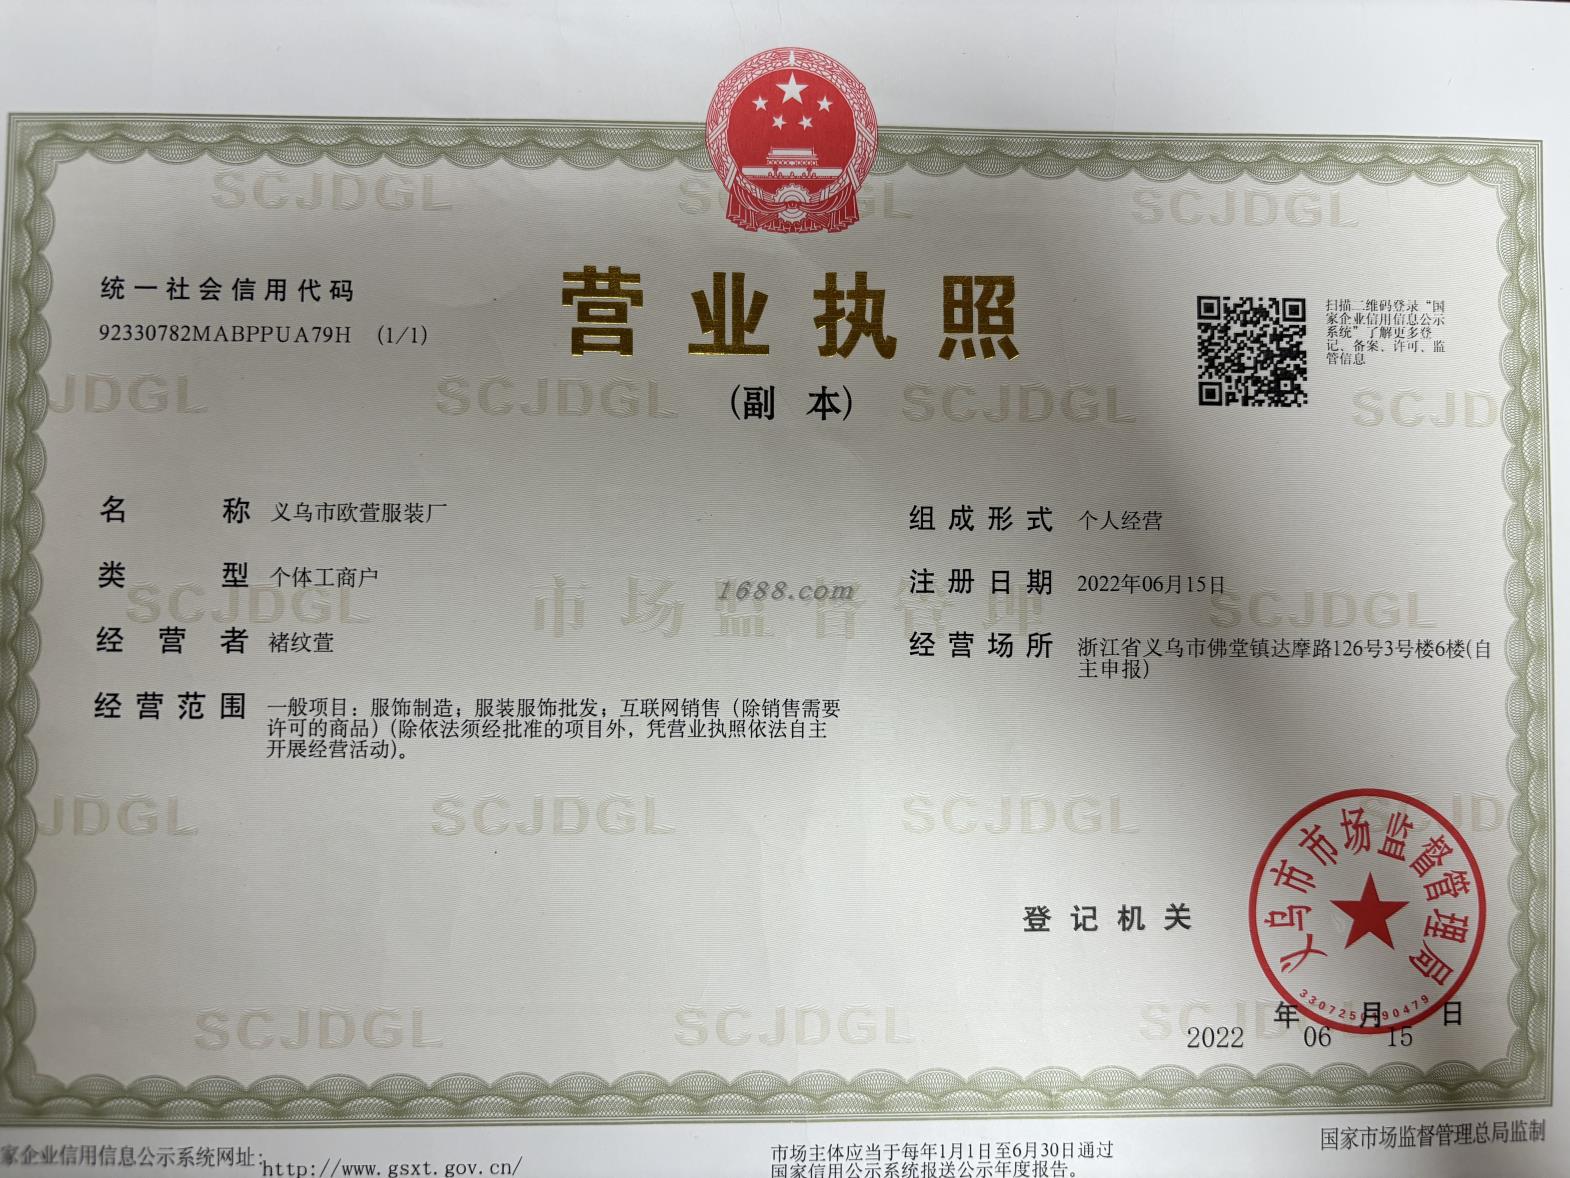 统一社会信用代码
92330782MABPPUA79H (1/1)
营业执照
(副 本)
扫描二维码登录“国
家企业信用信息公示
系统”了解更多登
记、备案、许可、监
管信息
名称 义乌市欧萱服装厂
类型 个体工商户
经营者 褚纹萱
经营范围 一般项目：服饰制造；服装服饰批发；互联网销售（除销售需要
许可的商品）(除依法须经批准的项目外，凭营业执照依法自主
开展经营活动)。
组成形式 个人经营
注册日期 2022年06月15日
经营场所 浙江省义乌市佛堂镇达摩路126号3号楼6楼(自
主申报)
SCJDGL
市场监督管理
1688.com
登记机关
义乌市市场监督管理局
3307250190479
年 月 日
2022 06 15
家企业信用信息公示系统网址：http://www.gsxt.gov.cn/
市场主体应当于每年1月1日至6月30日通过
国家信用公示系统报送公示年度报告。
国家市场监督管理总局监制